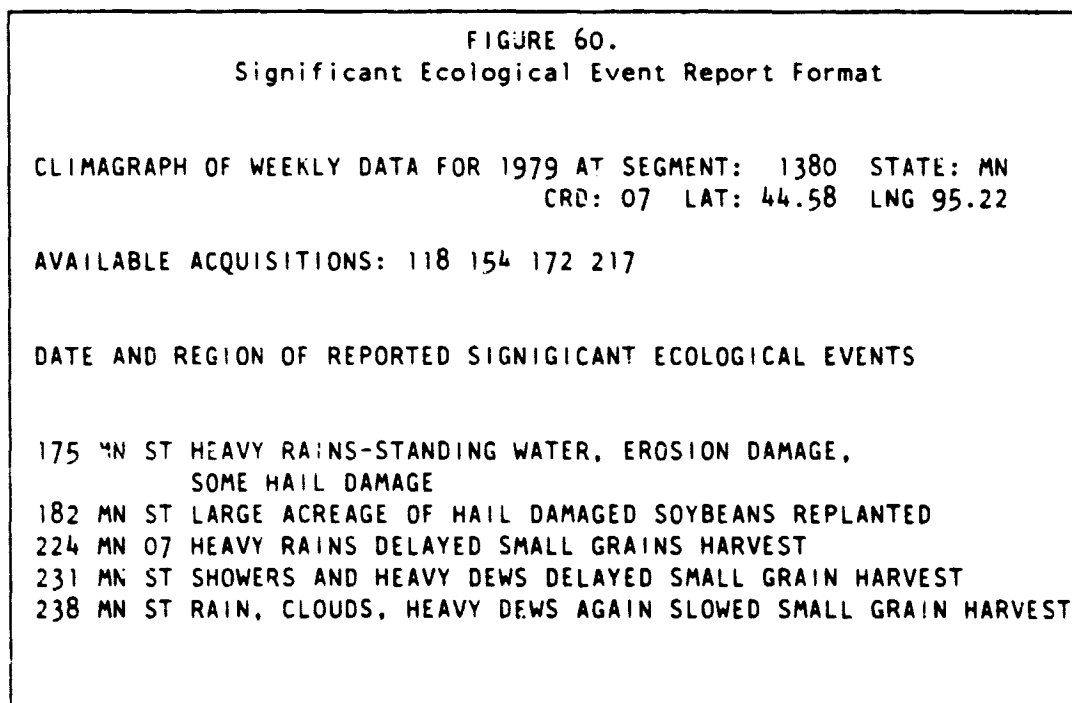 FIGURE 60.
Significant Ecological Event Report Format
CLIMAGRAPH OF WEEKLY DATA FOR 1979 AT SEGMENT: 1380 STATE: MN
CRD: 07 LAT: 44.58 LNG 95.22
AVAILABLE ACQUISITIONS: 118 154 172 217
DATE AND REGION OF REPORTED SIGNIGICANT ECOLOGICAL EVENTS
175 MN ST HEAVY RAINS-STANDING WATER, EROSION DAMAGE,
SOME HAIL DAMAGE
182 MN ST LARGE ACREAGE OF HAIL DAMAGED SOYBEANS REPLANTED
224 MN 07 HEAVY RAINS DELAYED SMALL GRAINS HARVEST
231 MN ST SHOWERS AND HEAVY DEWS DELAYED SMALL GRAIN HARVEST
238 MN ST RAIN, CLOUDS, HEAVY DEWS AGAIN SLOWED SMALL GRAIN HARVEST